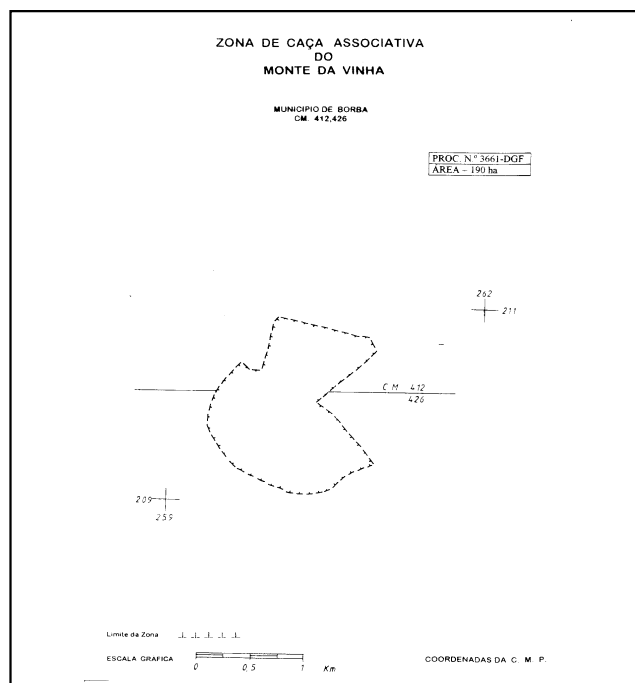 ZONA DE CAÇA ASSOCIATIVA
DO
MONTE DA VINHA
MUNICIPIO DE BORBA
CM. 412,426
PROC. N.º 3661-DGF
ÁREA – 190 ha
262
211
C M 412
426
209
259
Limite da Zona
ESCALA GRAFICA
0 0,5 1 Km
COORDENADAS DA C. M. P.